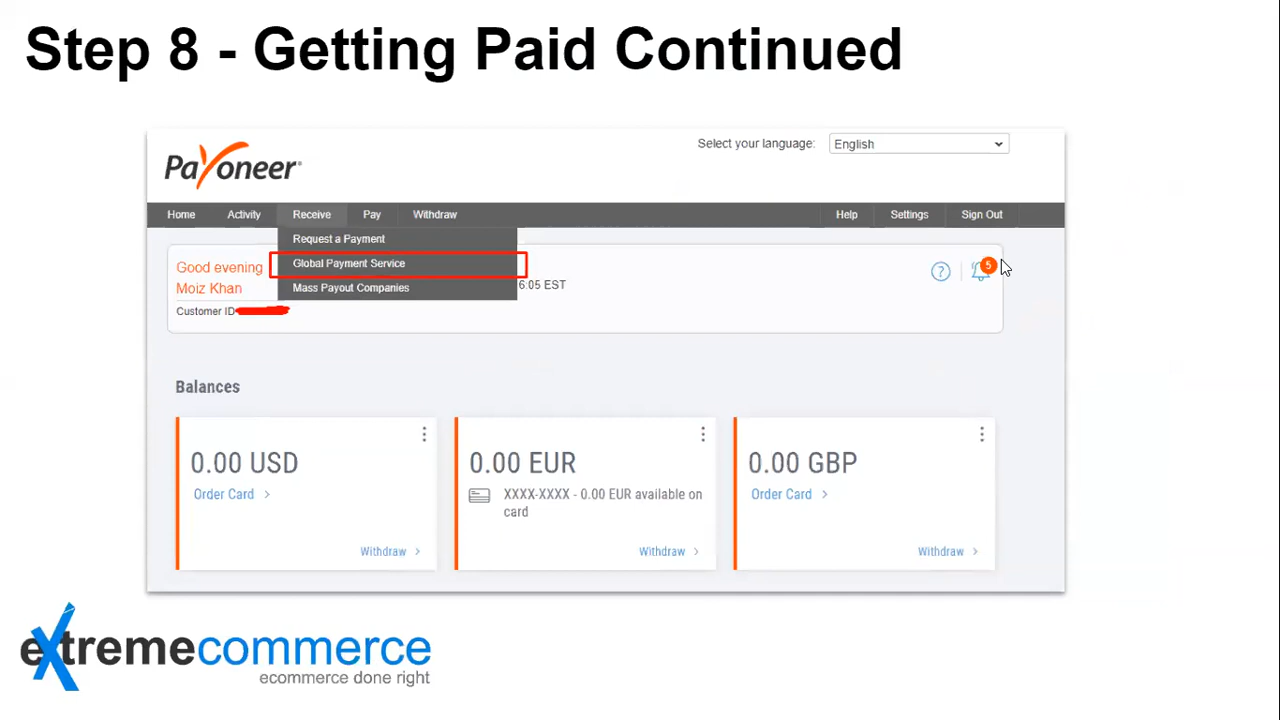 Step 8 - Getting Paid Continued
Select your language: English
Payoneer
Home Activity Receive Pay Withdraw Help Settings Sign Out
Request a Payment
Global Payment Service
Mass Payout Companies
Good evening
Moiz Khan
6:05 EST
5
Customer ID
Balances
0.00 USD
Order Card >
Withdraw >
0.00 EUR
XXXX-XXXX - 0.00 EUR available on
card
Withdraw >
0.00 GBP
Order Card >
Withdraw >
extremecommerce
ecommerce done right